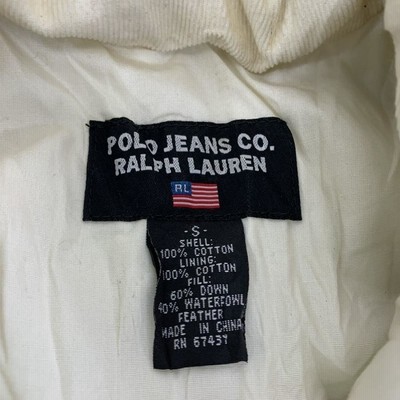 POLO JEANS CO.
RALPH LAUREN
RL
-S-
SHELL:
100% COTTON
LINING:
100% COTTON
FILL:
60% DOWN
40% WATERFOWL
FEATHER
MADE IN CHINA
RN 67437